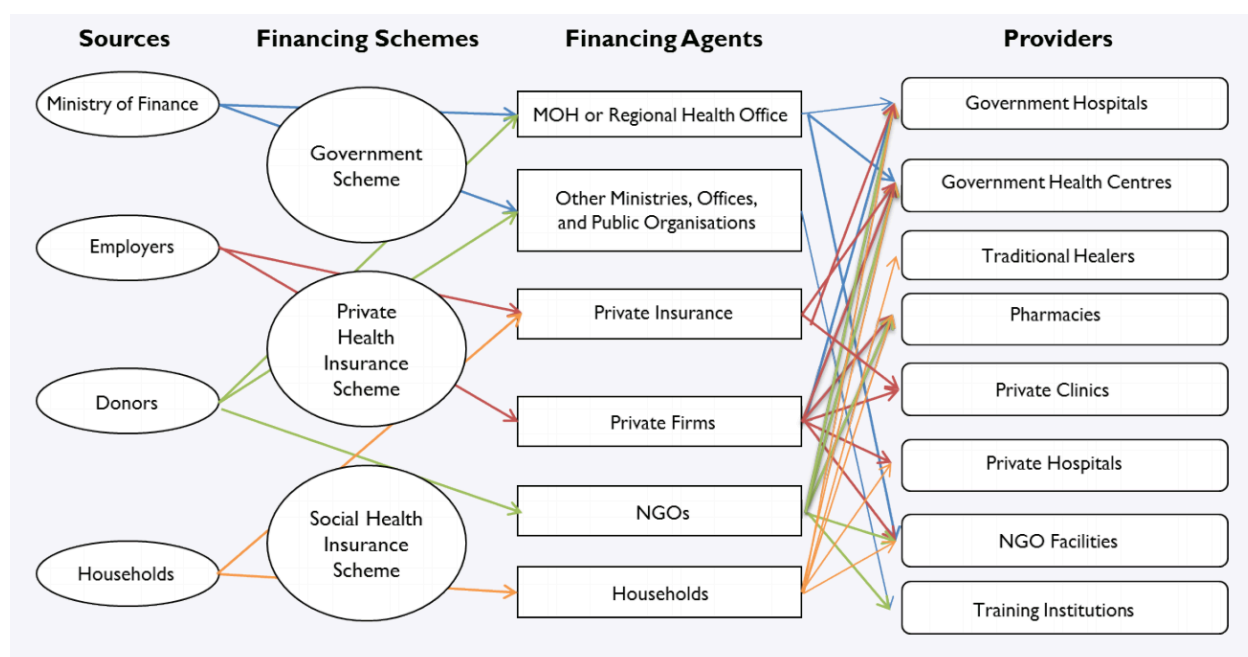 Sources
Financing Schemes
Financing Agents
Providers
Ministry of Finance
Employers
Donors
Households
Government
Scheme
Private
Health
Insurance
Scheme
Social Health
Insurance
Scheme
MOH or Regional Health Office
Other Ministries, Offices,
and Public Organisations
Private Insurance
Private Firms
NGOs
Households
Government Hospitals
Government Health Centres
Traditional Healers
Pharmacies
Private Clinics
Private Hospitals
NGO Facilities
Training Institutions